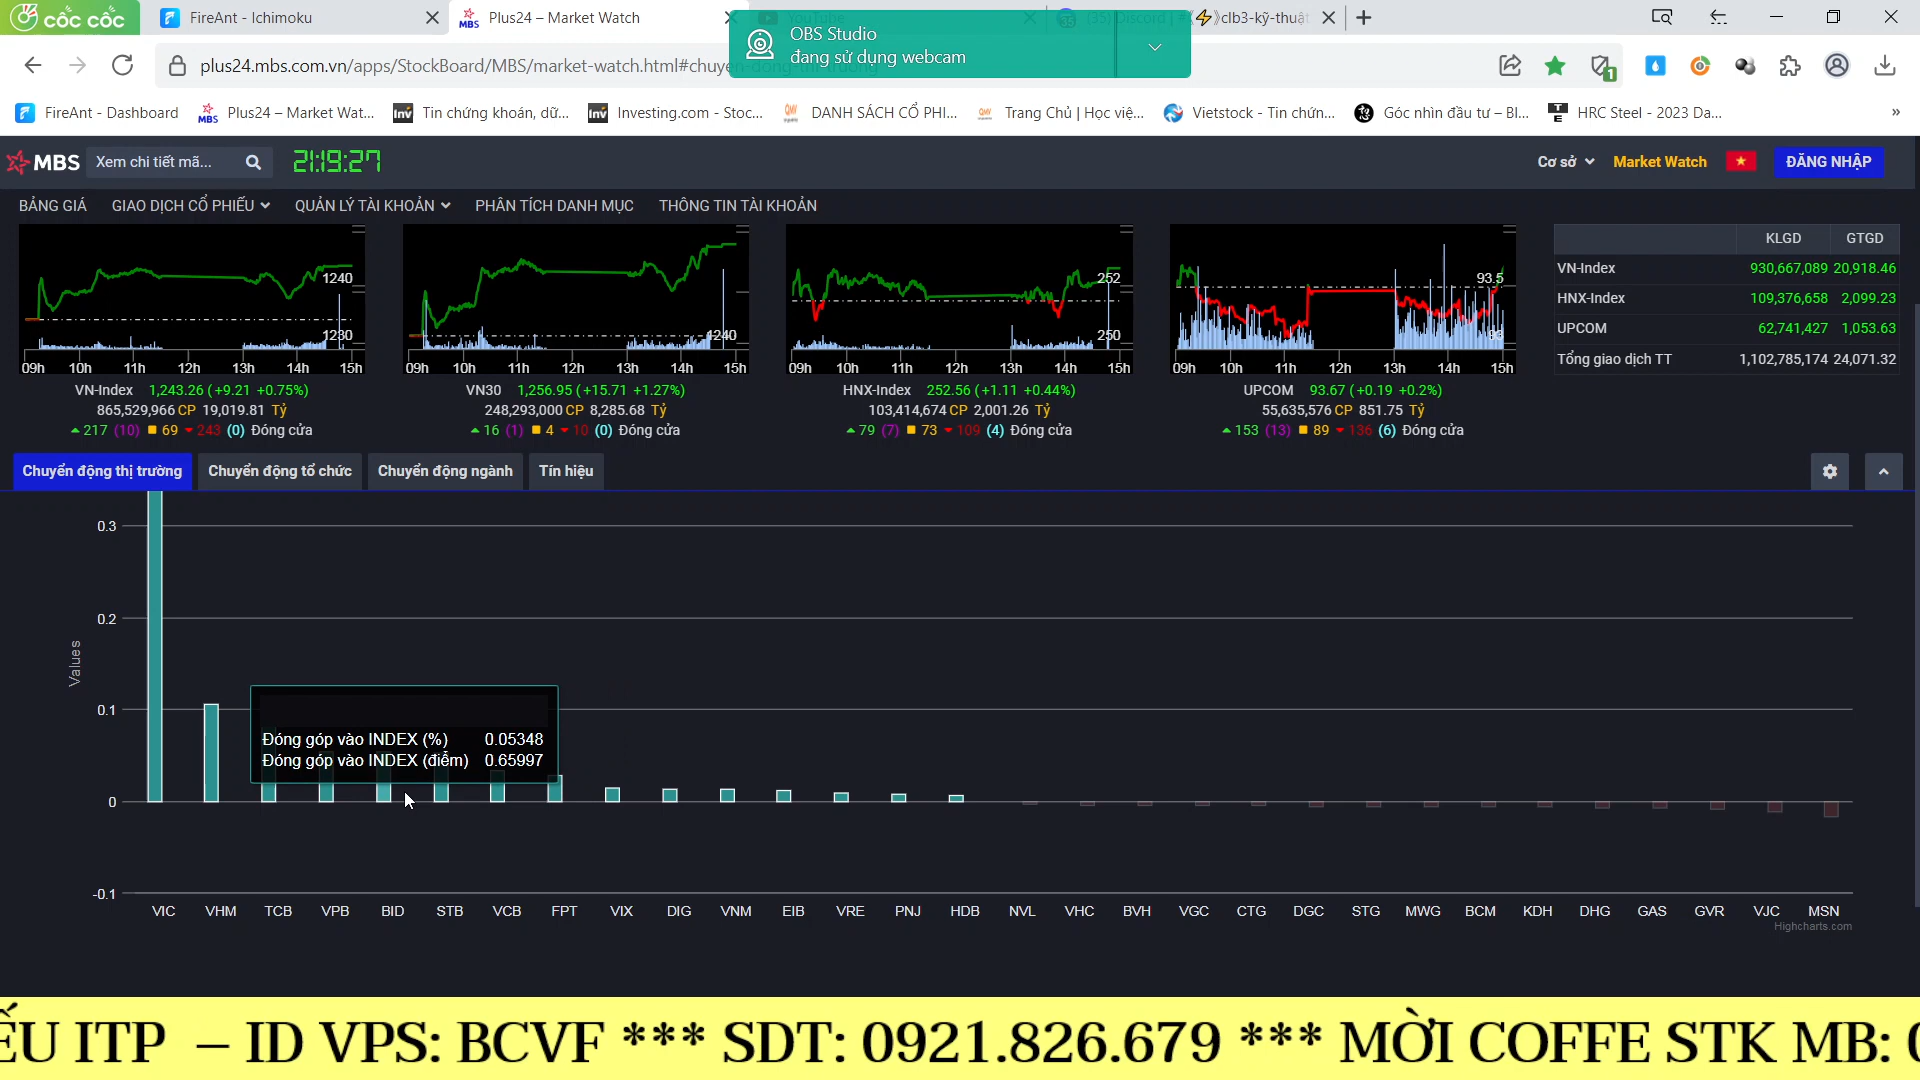 cốc cốc
FireAnt - Ichimoku
Plus24 – Market Watch
YouTube
(35) Discord | #
clb3-kỹ-thuật
OBS Studio
đang sử dụng webcam
plus24.mbs.com.vn/apps/StockBoard/MBS/market-watch.html#chuyen-dong-thi-truong
1
FireAnt - Dashboard
Plus24 – Market Wat...
Tin chứng khoán, dữ...
Investing.com - Stoc...
DANH SÁCH CỔ PHI...
Trang Chủ | Học việ...
Vietstock - Tin chứn...
Góc nhìn đầu tư – Bl...
HRC Steel - 2023 Da...
»
MBS
Xem chi tiết mã...
21:19:27
Cơ sở
Market Watch
ĐĂNG NHẬP
BẢNG GIÁ
GIAO DỊCH CỔ PHIẾU
QUẢN LÝ TÀI KHOẢN
PHÂN TÍCH DANH MỤC
THÔNG TIN TÀI KHOẢN
1240
1230
09h 10h 11h 12h 13h 14h 15h
VN-Index 1,243.26 (+9.21 +0.75%)
865,529,966 CP 19,019.81 Tỷ
217 (10) 69 243 (0) Đóng cửa
1240
09h 10h 11h 12h 13h 14h 15h
VN30 1,256.95 (+15.71 +1.27%)
248,293,000 CP 8,285.68 Tỷ
16 (1) 4 10 (0) Đóng cửa
252
250
09h 10h 11h 12h 13h 14h 15h
HNX-Index 252.56 (+1.11 +0.44%)
103,414,674 CP 2,001.26 Tỷ
79 (7) 73 109 (4) Đóng cửa
93.5
93
09h 10h 11h 12h 13h 14h 15h
UPCOM 93.67 (+0.19 +0.2%)
55,635,576 CP 851.75 Tỷ
153 (13) 89 136 (6) Đóng cửa
KLGD GTGD
VN-Index 930,667,089 20,918.46
HNX-Index 109,376,658 2,099.23
UPCOM 62,741,427 1,053.63
Tổng giao dịch TT 1,102,785,174 24,071.32
Chuyển động thị trường
Chuyển động tổ chức
Chuyển động ngành
Tín hiệu
0.3
0.2
0.1
0
-0.1
Values
Đóng góp vào INDEX (%) 0.05348
Đóng góp vào INDEX (điểm) 0.65997
VIC VHM TCB VPB BID STB VCB FPT VIX DIG VNM EIB VRE PNJ HDB NVL VHC BVH VGC CTG DGC STG MWG BCM KDH DHG GAS GVR VJC MSN
Highcharts.com
ẾU ITP – ID VPS: BCVF *** SDT: 0921.826.679 *** MỜI COFFE STK MB: 0